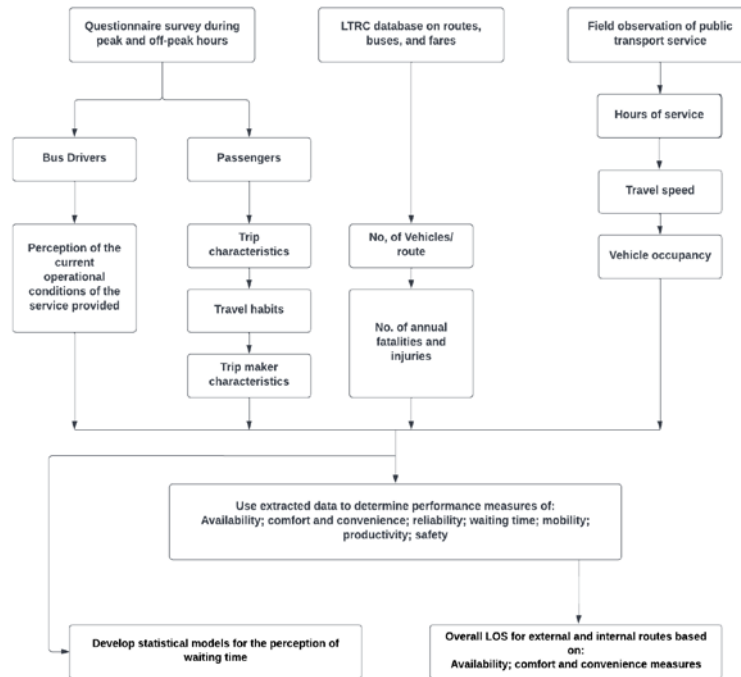 Questionnaire survey during
peak and off-peak hours
LTRC database on routes,
buses, and fares
Field observation of public
transport service
Hours of service
Bus Drivers
Passengers
Travel speed
Perception of the
current
operational
conditions of the
service provided
Trip
characteristics
No, of Vehicles/
route
Vehicle occupancy
Travel habits
No. of annual
fatalities and
injuries
Trip maker
characteristics
Use extracted data to determine performance measures of:
Availability; comfort and convenience; reliability; waiting time; mobility;
productivity; safety
Develop statistical models for the perception of
waiting time
Overall LOS for external and internal routes based
on:
Availability; comfort and convenience measures